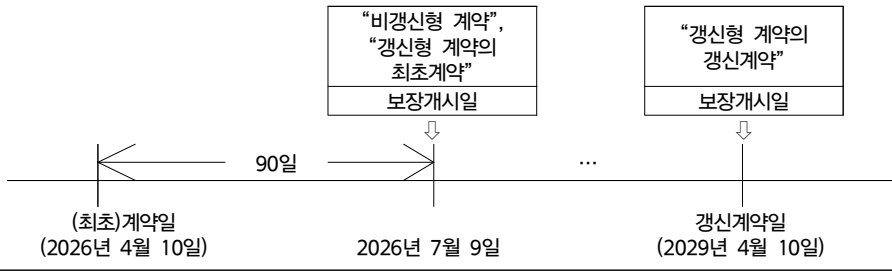 “비갱신형 계약”,
“갱신형 계약의
최초계약”
보장개시일
“갱신형 계약의
갱신계약”
보장개시일
90일
…
(최초)계약일
(2026년 4월 10일)
2026년 7월 9일
갱신계약일
(2029년 4월 10일)